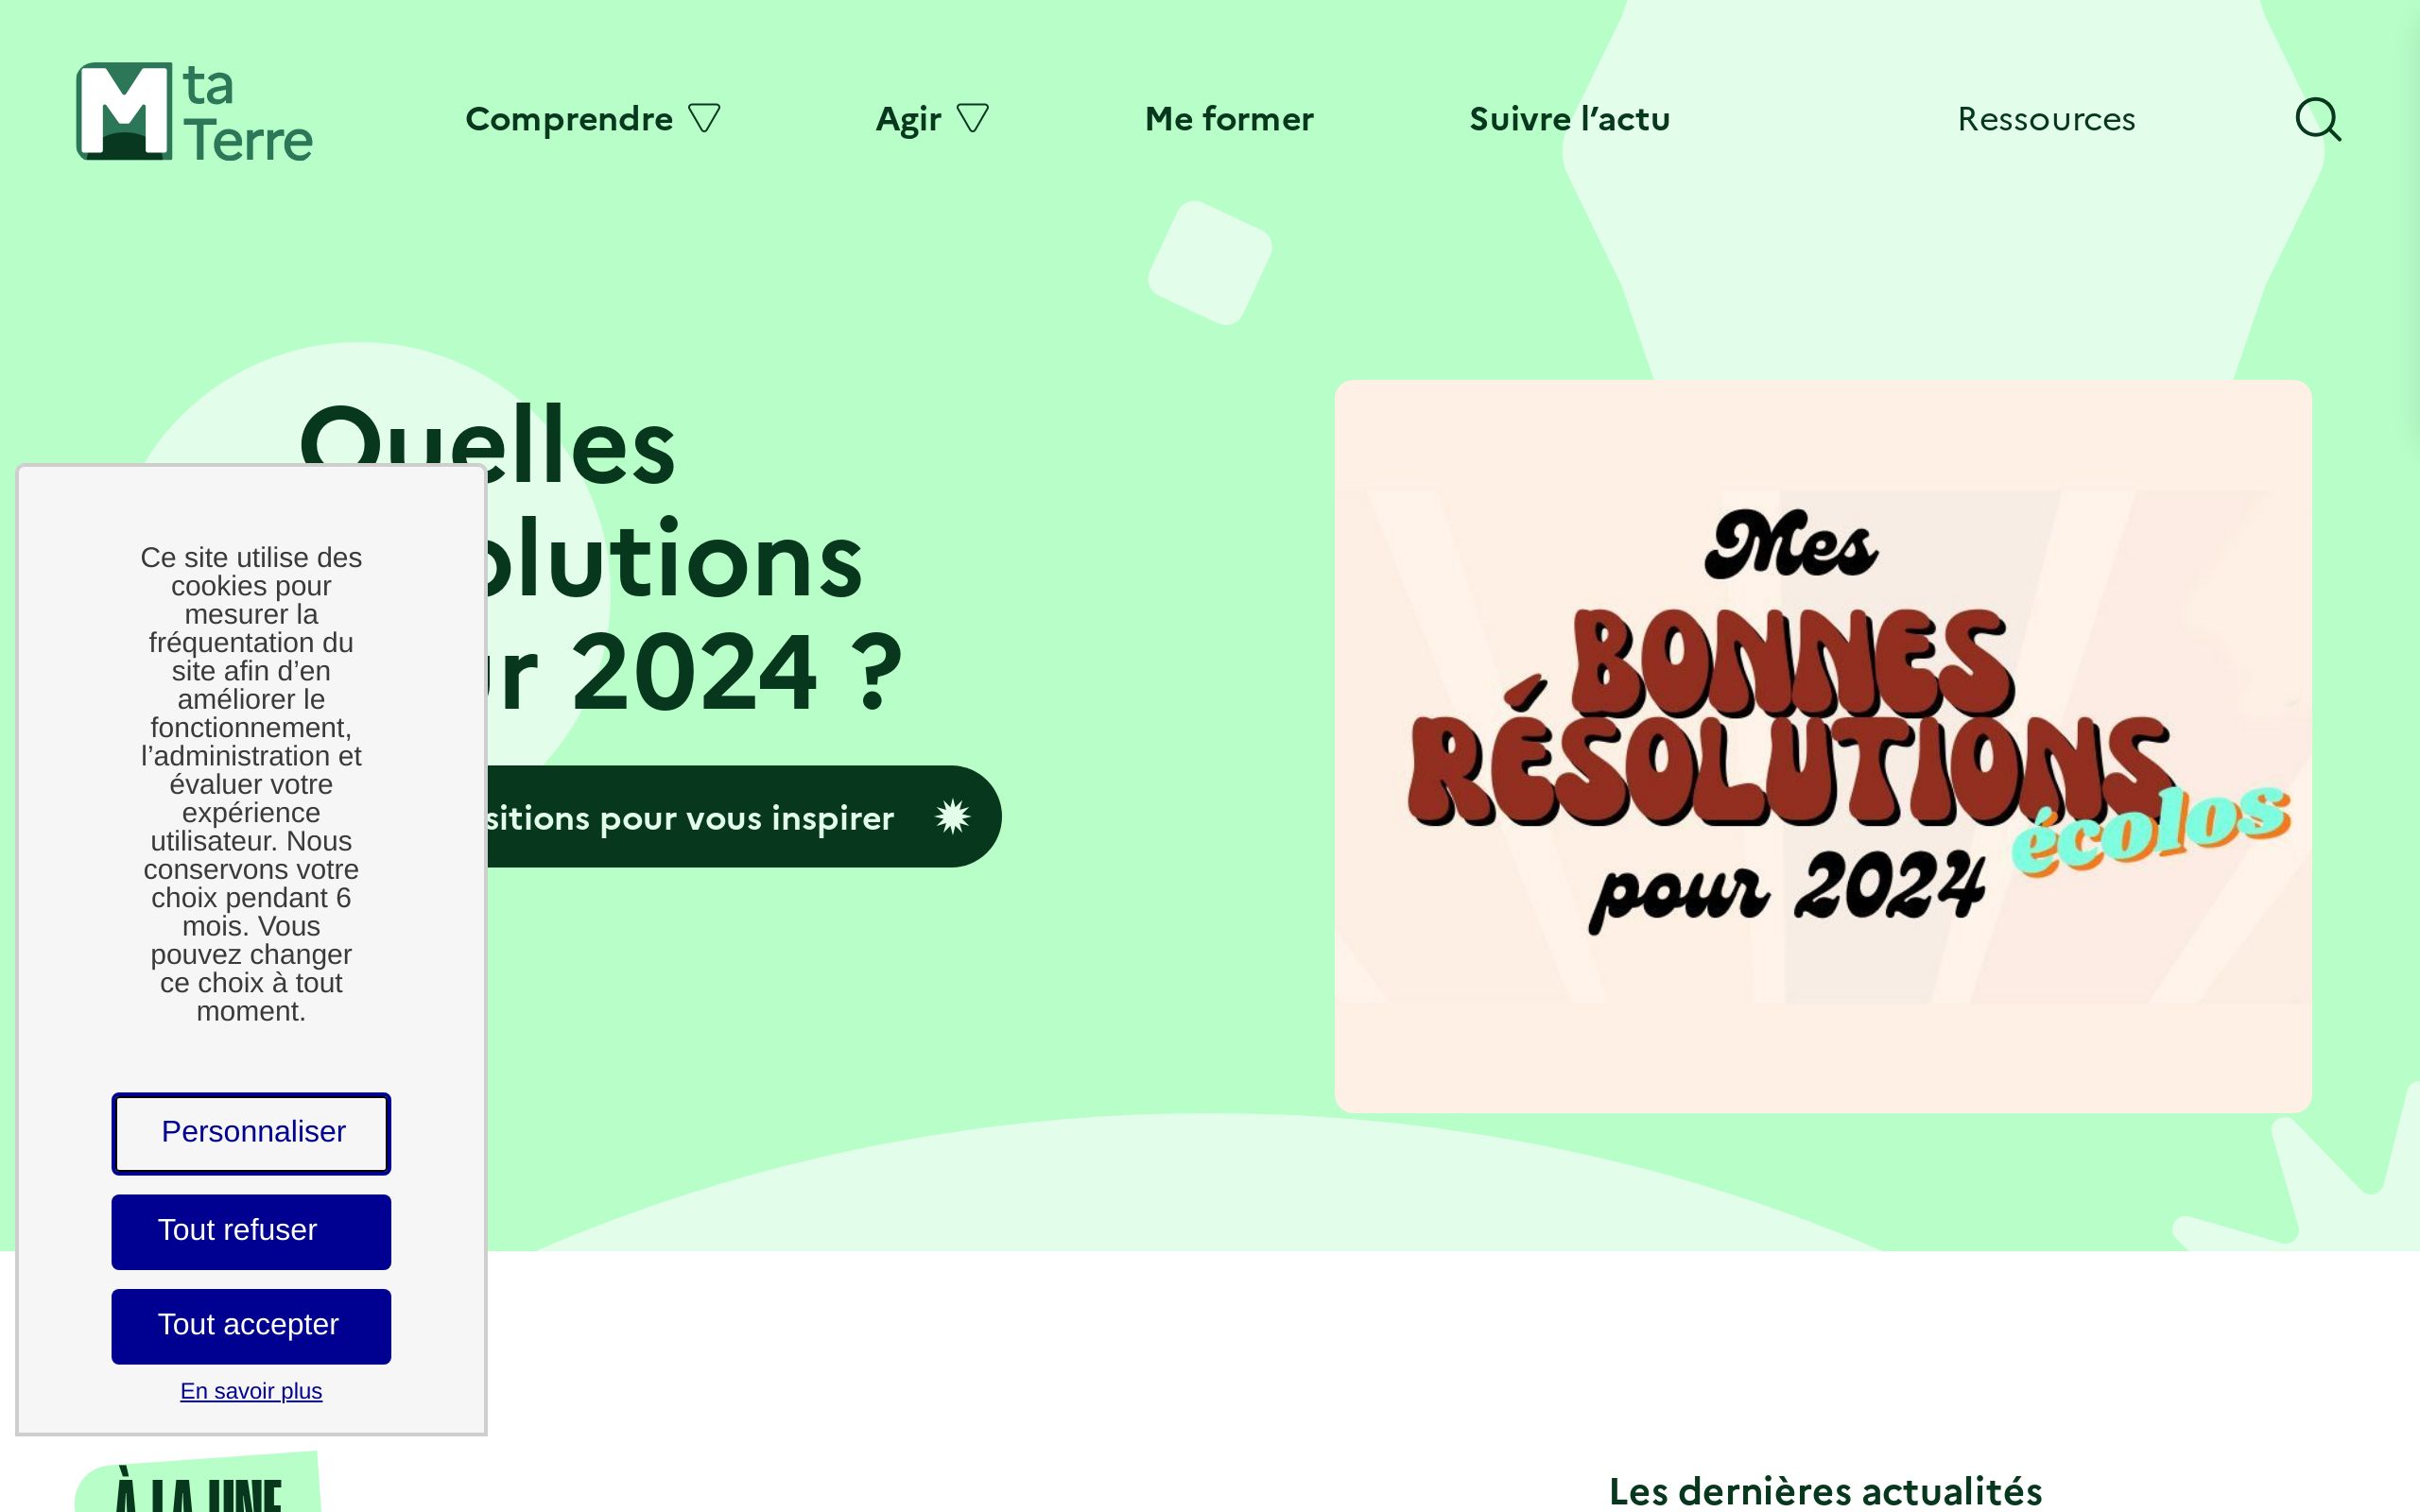 M ta
Terre
Comprendre
Agir
Me former
Suivre l’actu
Ressources
Quelles
olutions
r 2024 ?
sitions pour vous inspirer
Ce site utilise des
cookies pour
mesurer la
fréquentation du
site afin d’en
améliorer le
fonctionnement,
l’administration et
évaluer votre
expérience
utilisateur. Nous
conservons votre
choix pendant 6
mois. Vous
pouvez changer
ce choix à tout
moment.
Personnaliser
Tout refuser
Tout accepter
En savoir plus
Mes
BONNES
RÉSOLUTIONS
écolos
pour 2024
À LA UNE
Les dernières actualités